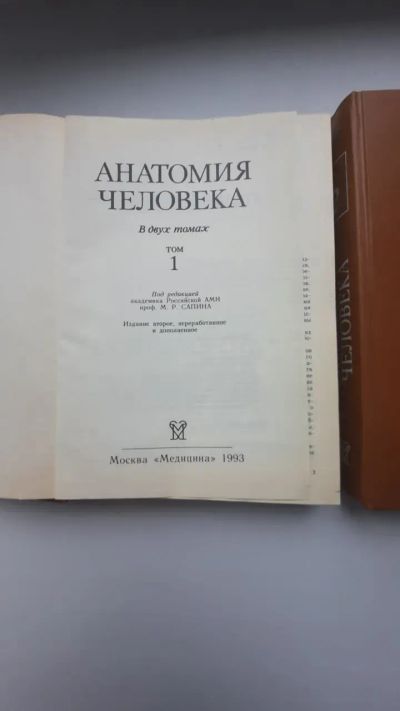 АНАТОМИЯ
ЧЕЛОВЕКА
В двух томах
ТОМ
1
Под редакцией
академика Российской АМН
проф. М. Р. САПИНА
Издание второе, переработанное
и дополненное
Москва «Медицина» 1993
ЧЕЛОВЕКА